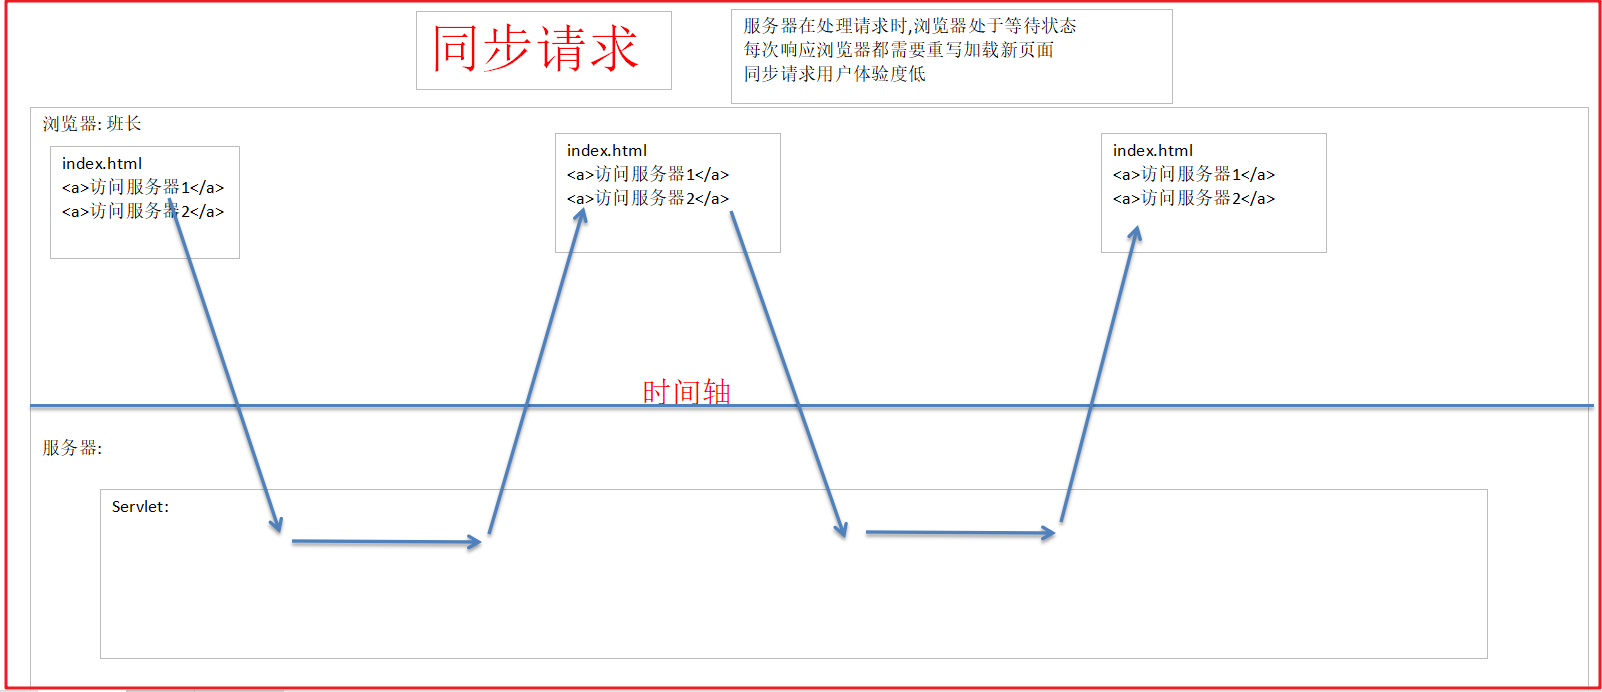 同步请求
服务器在处理请求时,浏览器处于等待状态
每次响应浏览器都需要重写加载新页面
同步请求用户体验度低
浏览器: 班长
index.html
<a>访问服务器1</a>
<a>访问服务器2</a>
index.html
<a>访问服务器1</a>
<a>访问服务器2</a>
index.html
<a>访问服务器1</a>
<a>访问服务器2</a>
时间轴
服务器:
Servlet: